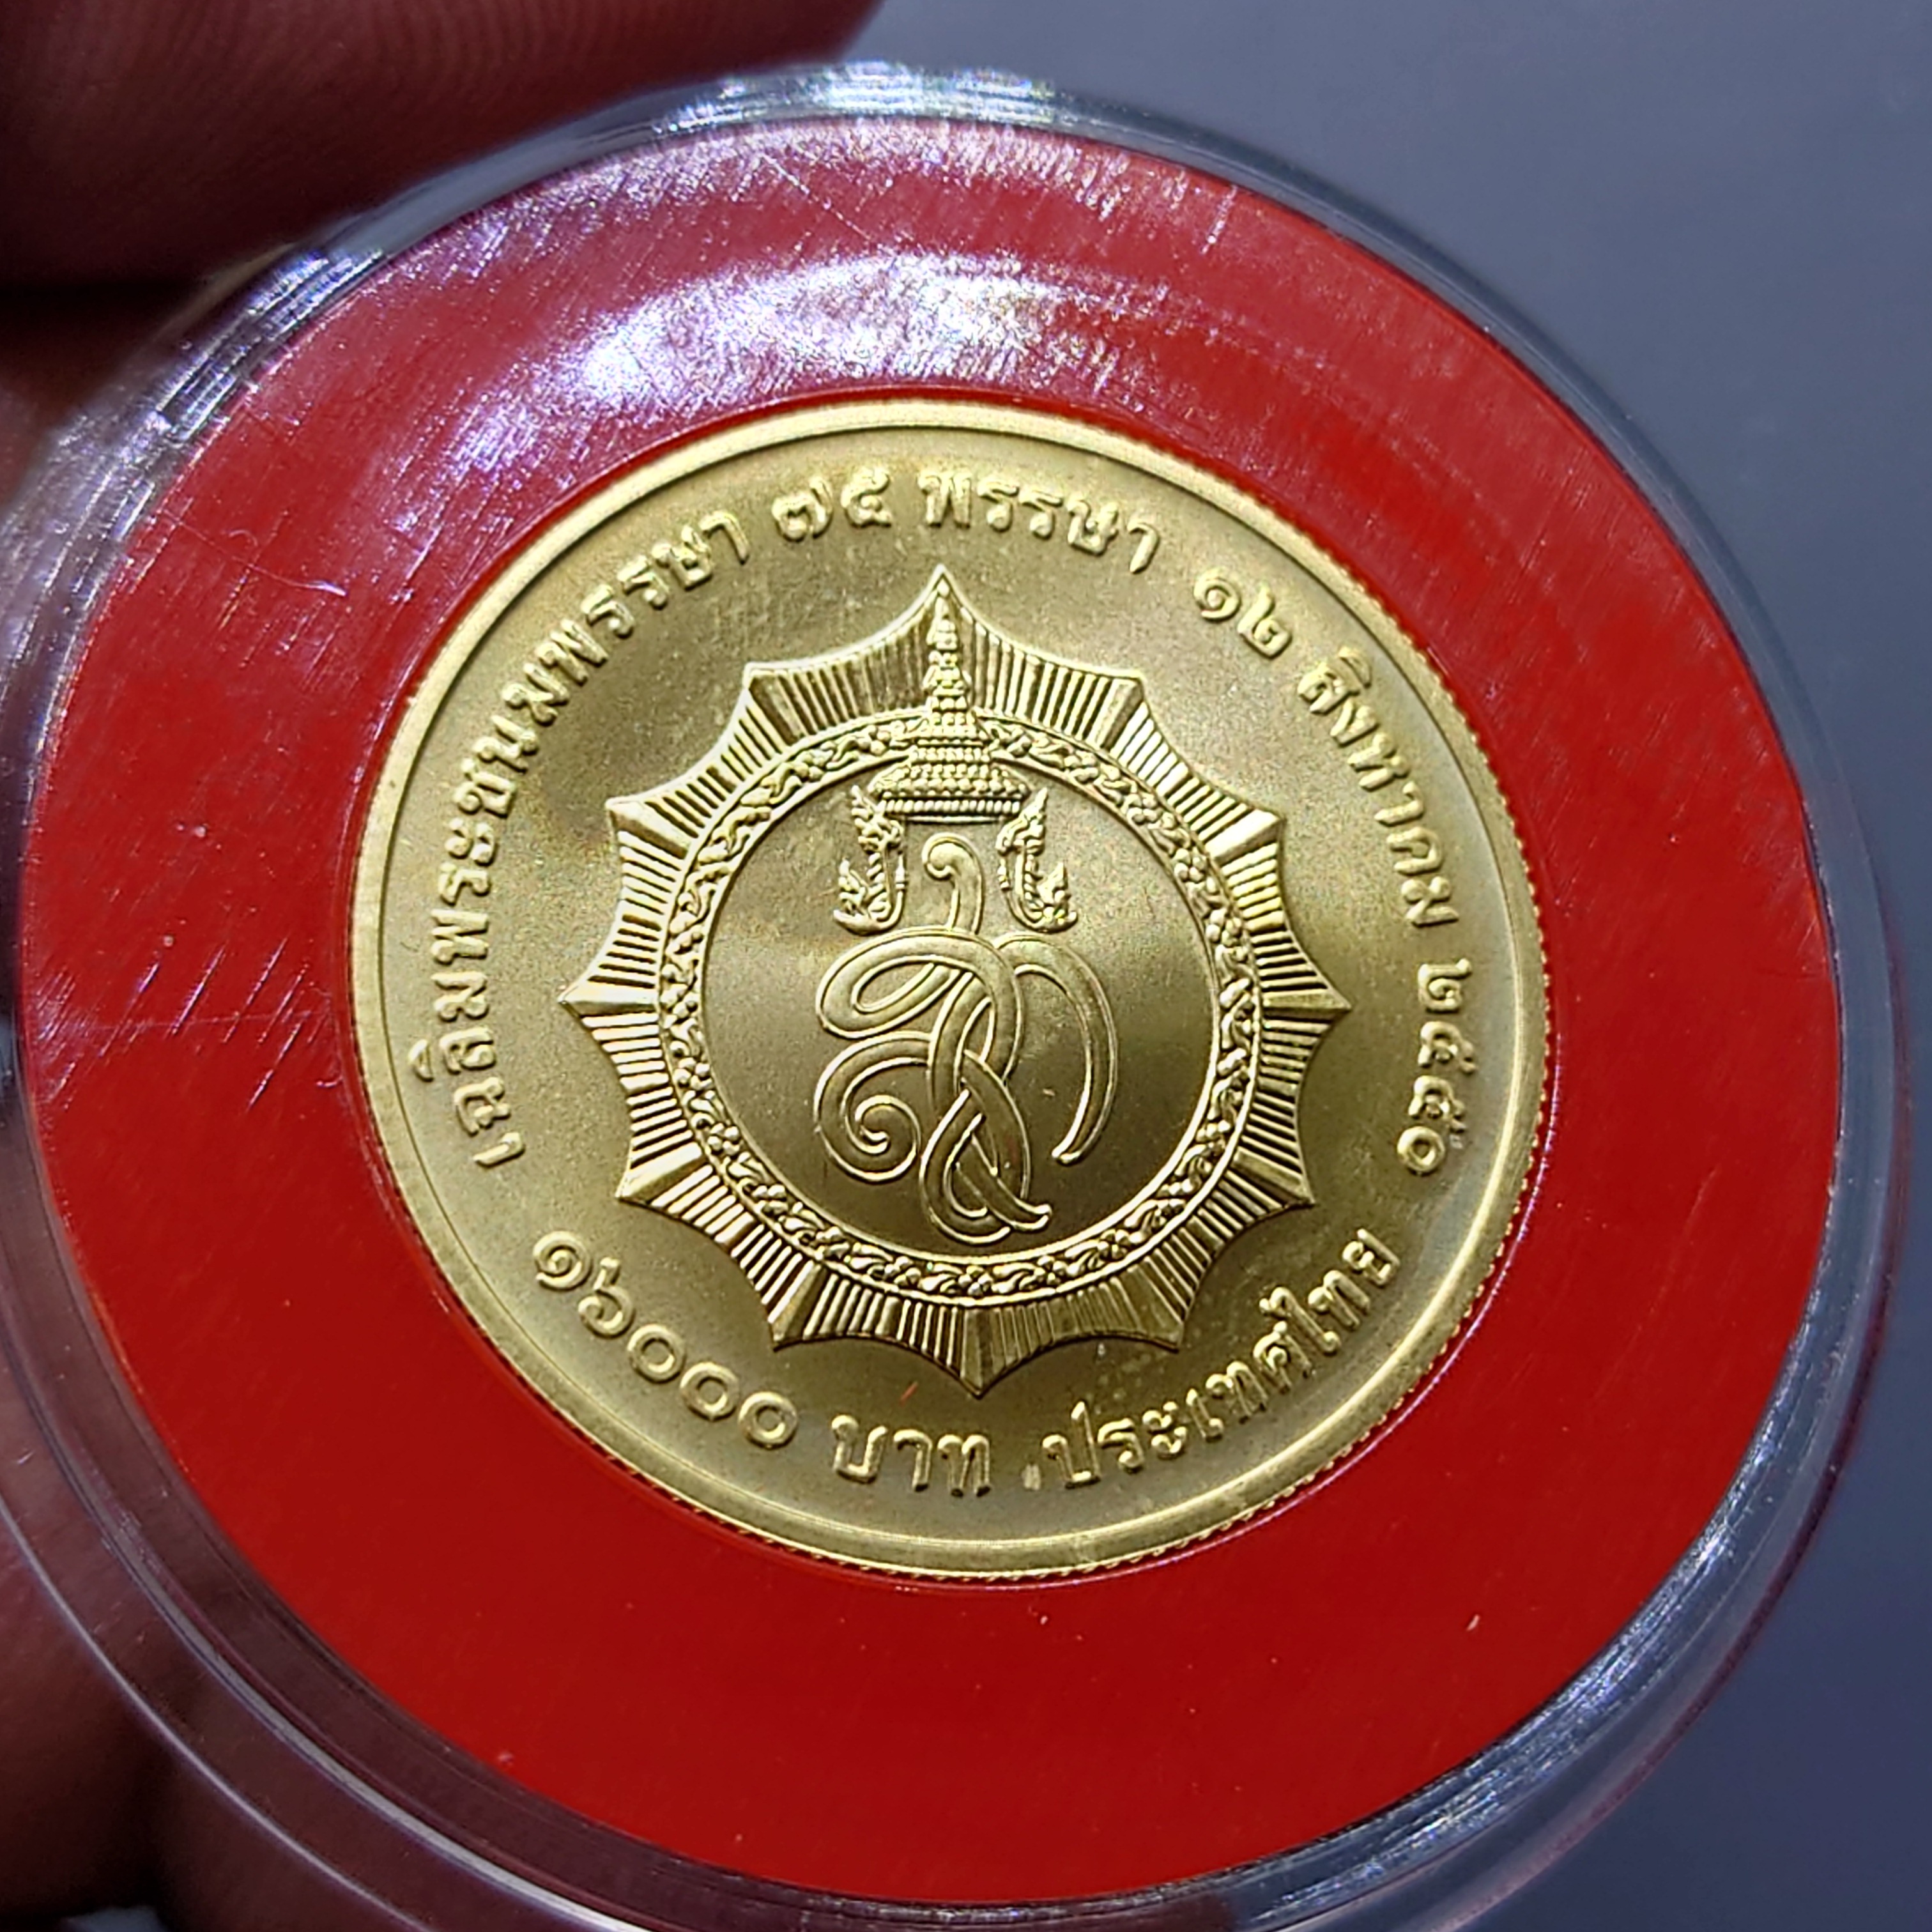 เฉลิมพระชนมพรรษา ๗๕ พรรษา ๑๒ สิงหาคม ๒๕๕๐
๑๖๐๐๐ บาท . ประเทศไทย